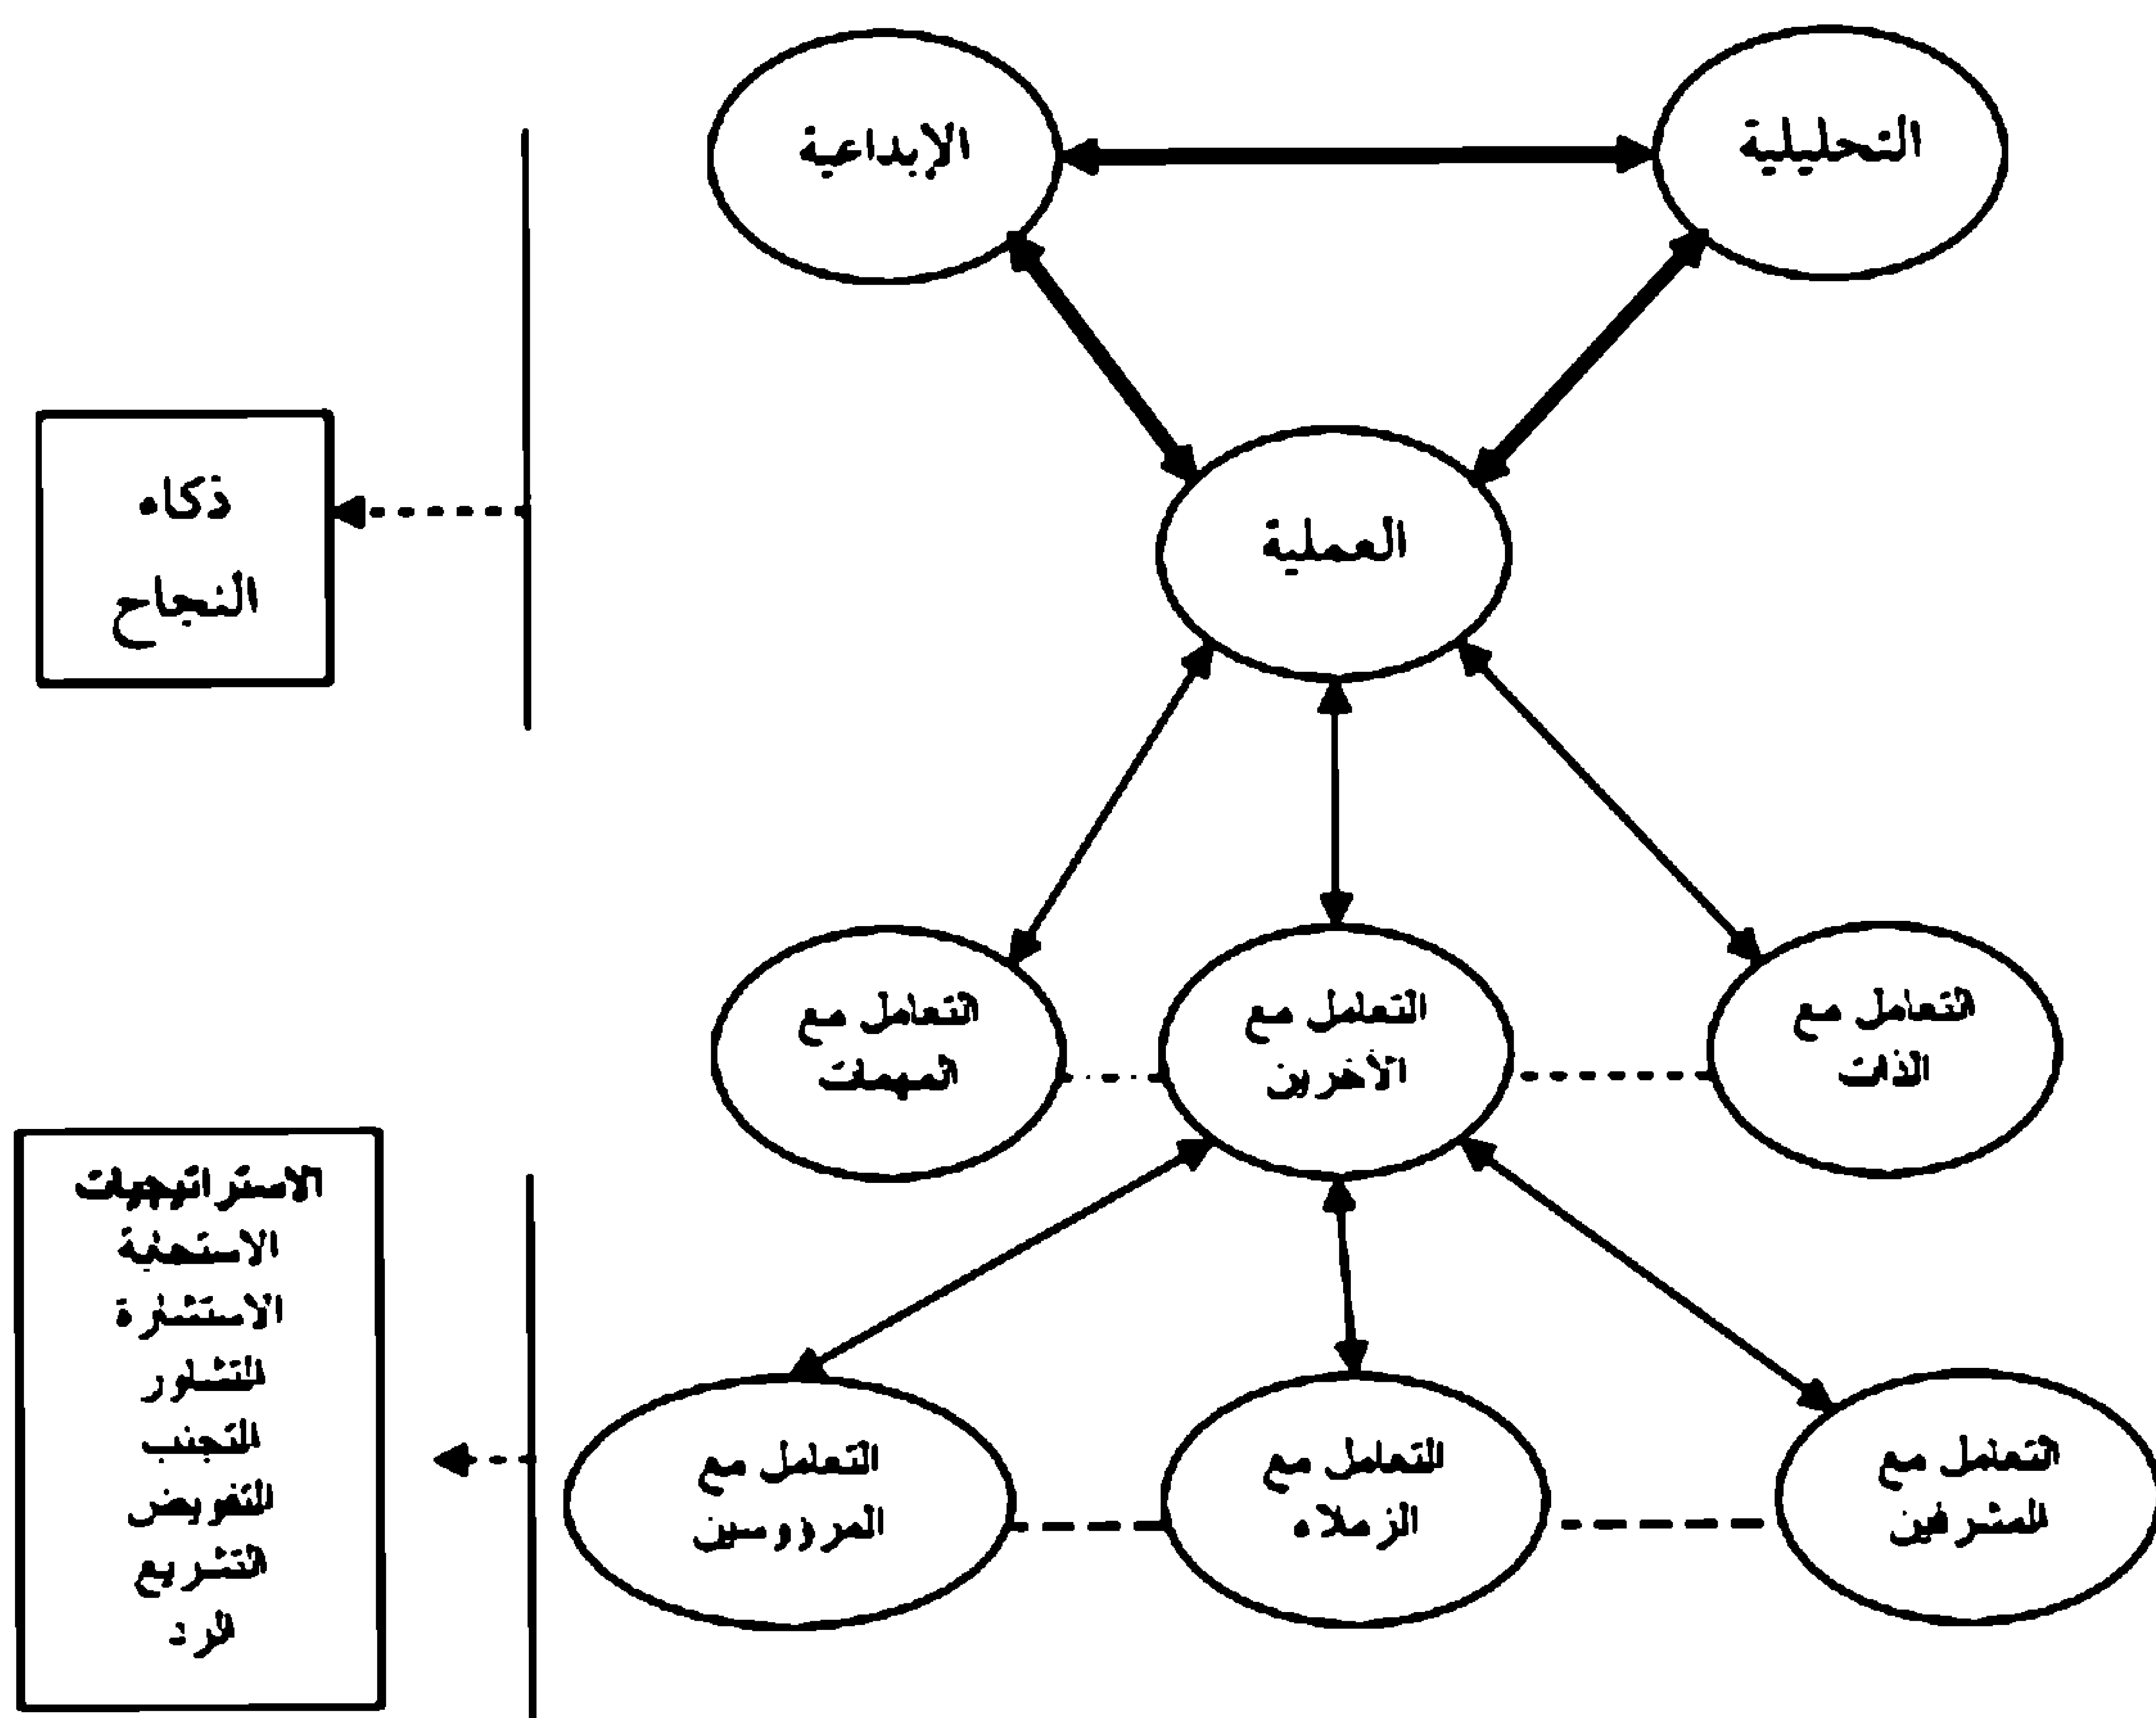 التحليلية
الإبداعية
العملية
ذكاء
النجاح
التعامل مع
الذات
التعامل مع
الآخرين
التعامل مع
المهمات
التعامل مع
المشرفين
التعامل مع
الزملاء
التعامل مع
المرؤوسين
الاستراتيجيات
الاستشارة
التشاور
التجنب
التفويض
التشريع
الرد